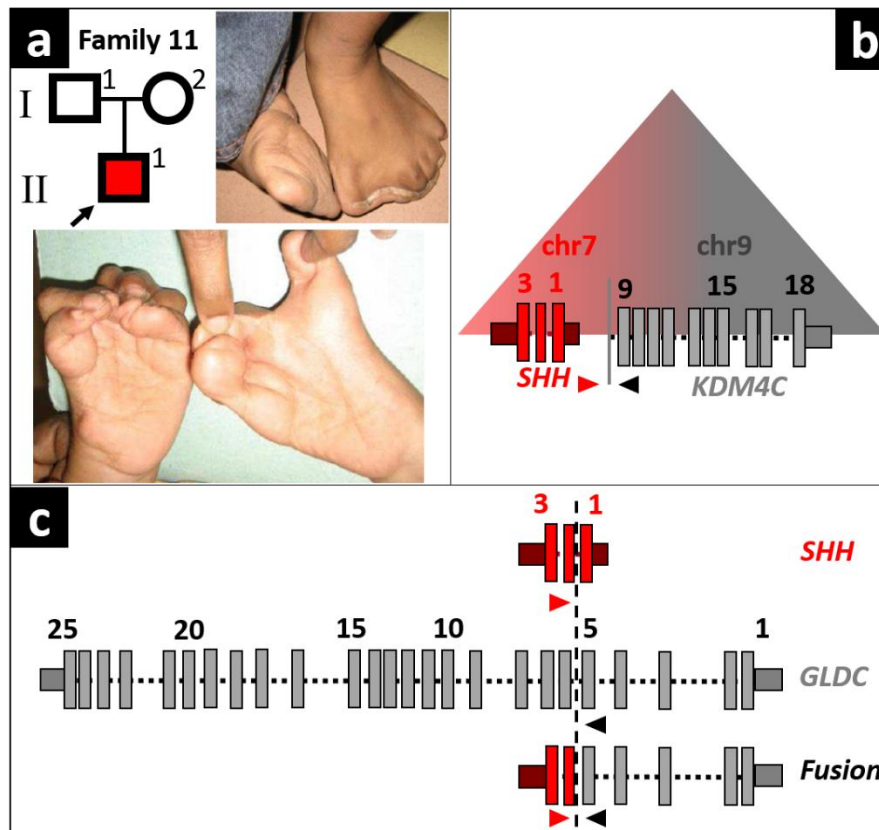 a Family 11
1 2
I
1
II
b
chr7 chr9
3 1 9 15 18
SHH KDM4C
c
3 1
SHH
25 20 15 10 5 1
GLDC
Fusion